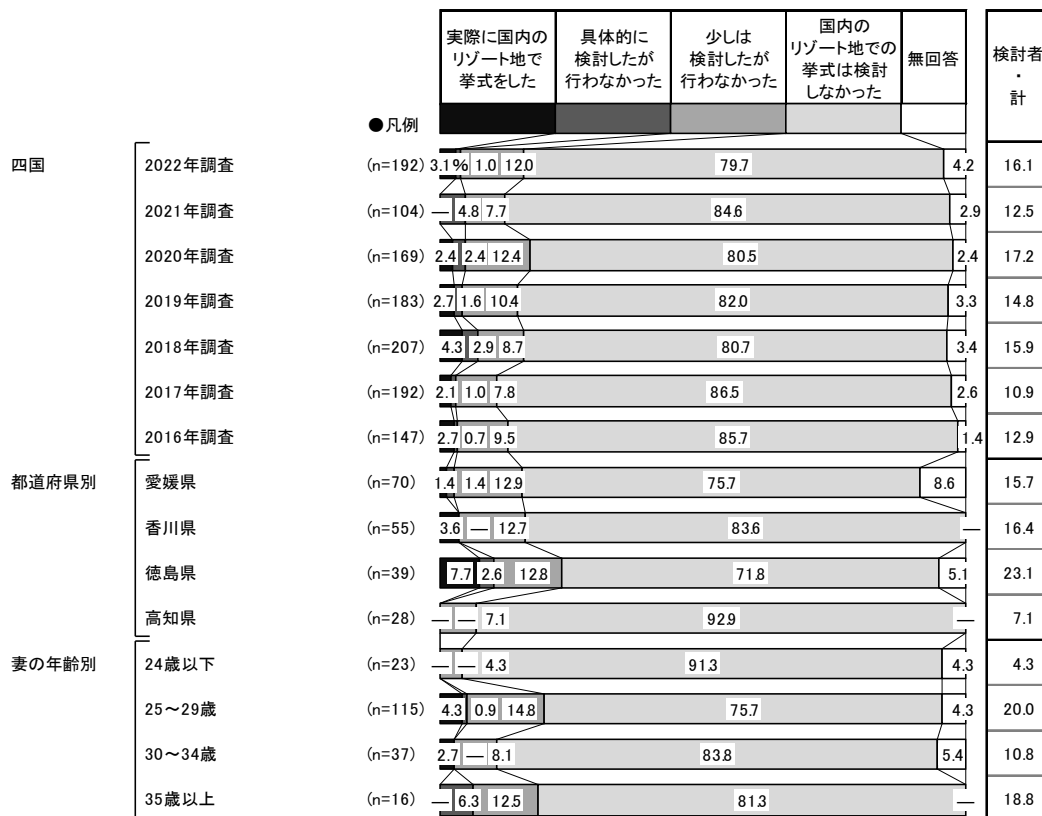 実際に国内の
リゾート地で
挙式をした
具体的に
検討したが
行わなかった
少しは
検討したが
行わなかった
国内の
リゾート地での
挙式は検討
しなかった
無回答
検討者
・
計
●凡例
四国 2022年調査 (n=192) 3.1% 1.0 12.0 79.7 4.2 16.1
2021年調査 (n=104) — 4.8 7.7 84.6 2.9 12.5
2020年調査 (n=169) 2.4 2.4 12.4 80.5 2.4 17.2
2019年調査 (n=183) 2.7 1.6 10.4 82.0 3.3 14.8
2018年調査 (n=207) 4.3 2.9 8.7 80.7 3.4 15.9
2017年調査 (n=192) 2.1 1.0 7.8 86.5 2.6 10.9
2016年調査 (n=147) 2.7 0.7 9.5 85.7 1.4 12.9
都道府県別 愛媛県 (n=70) 1.4 1.4 12.9 75.7 8.6 15.7
香川県 (n=55) 3.6 — 12.7 83.6 — 16.4
徳島県 (n=39) 7.7 2.6 12.8 71.8 5.1 23.1
高知県 (n=28) — — 7.1 92.9 — 7.1
妻の年齢別 24歳以下 (n=23) — — 4.3 91.3 4.3 4.3
25～29歳 (n=115) 4.3 0.9 14.8 75.7 4.3 20.0
30～34歳 (n=37) 2.7 — 8.1 83.8 5.4 10.8
35歳以上 (n=16) — 6.3 12.5 81.3 — 18.8